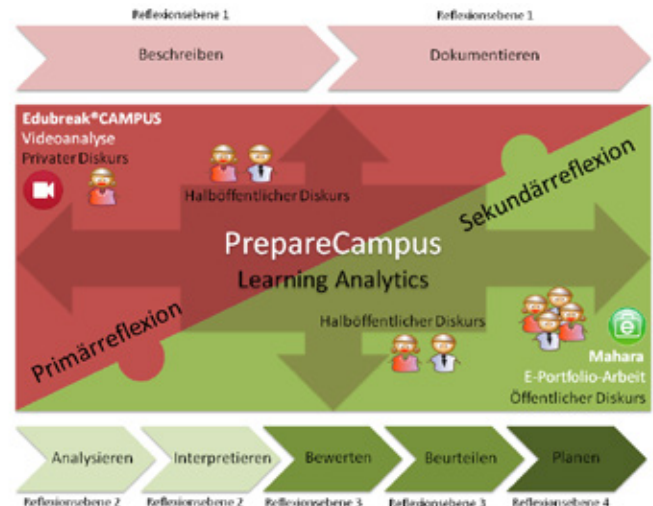 Reflexionsebene 1
Reflexionsebene 1
Beschreiben
Dokumentieren
Edubreak®CAMPUS
Videoanalyse
Privater Diskurs
Halböffentlicher Diskurs
Sekundärreflexion
PrepareCampus
Learning Analytics
Primärreflexion
Halböffentlicher Diskurs
Mahara
E-Portfolio-Arbeit
Öffentlicher Diskurs
Analysieren
Interpretieren
Bewerten
Beurteilen
Planen
Reflexionsebene 2
Reflexionsebene 2
Reflexionsebene 3
Reflexionsebene 3
Reflexionsebene 4